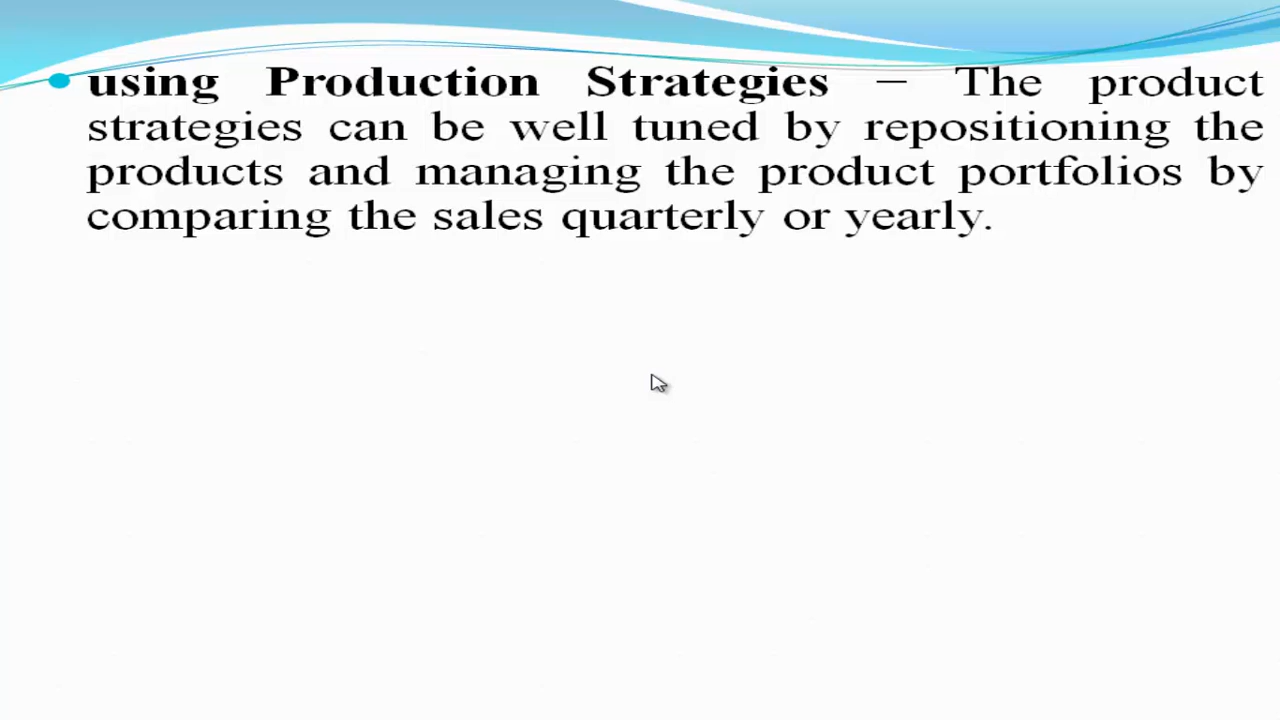 using Production Strategies – The product
strategies can be well tuned by repositioning the
products and managing the product portfolios by
comparing the sales quarterly or yearly.